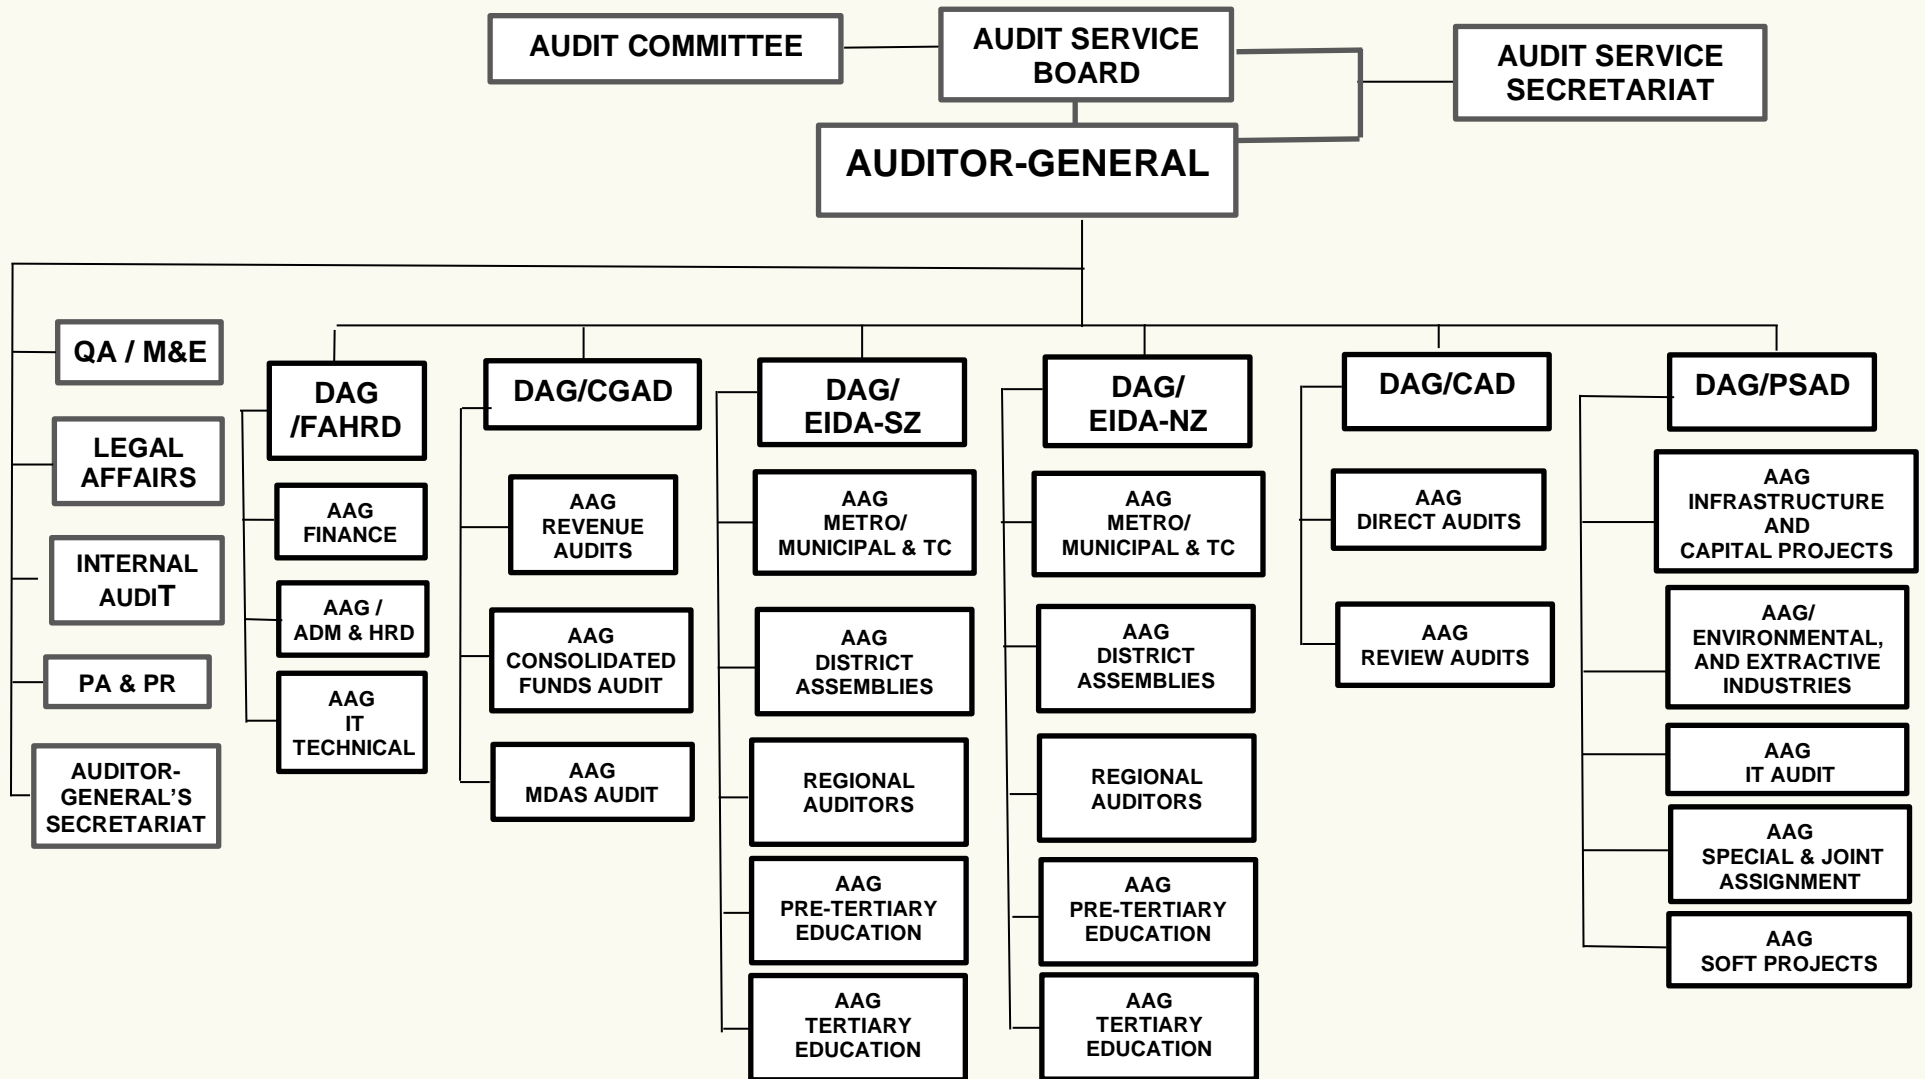 AUDIT COMMITTEE
AUDIT SERVICE
BOARD
AUDIT SERVICE
SECRETARIAT
AUDITOR-GENERAL
QA / M&E
LEGAL
AFFAIRS
INTERNAL
AUDIT
PA & PR
AUDITOR-
GENERAL’S
SECRETARIAT
DAG
/FAHRD
AAG
FINANCE
AAG /
ADM & HRD
AAG
IT
TECHNICAL
DAG/CGAD
AAG
REVENUE
AUDITS
AAG
CONSOLIDATED
FUNDS AUDIT
AAG
MDAS AUDIT
DAG/
EIDA-SZ
AAG
METRO/
MUNICIPAL & TC
AAG
DISTRICT
ASSEMBLIES
REGIONAL
AUDITORS
AAG
PRE-TERTIARY
EDUCATION
AAG
TERTIARY
EDUCATION
DAG/
EIDA-NZ
AAG
METRO/
MUNICIPAL & TC
AAG
DISTRICT
ASSEMBLIES
REGIONAL
AUDITORS
AAG
PRE-TERTIARY
EDUCATION
AAG
TERTIARY
EDUCATION
DAG/CAD
AAG
DIRECT AUDITS
AAG
REVIEW AUDITS
DAG/PSAD
AAG
INFRASTRUCTURE
AND
CAPITAL PROJECTS
AAG/
ENVIRONMENTAL,
AND EXTRACTIVE
INDUSTRIES
AAG
IT AUDIT
AAG
SPECIAL & JOINT
ASSIGNMENT
AAG
SOFT PROJECTS